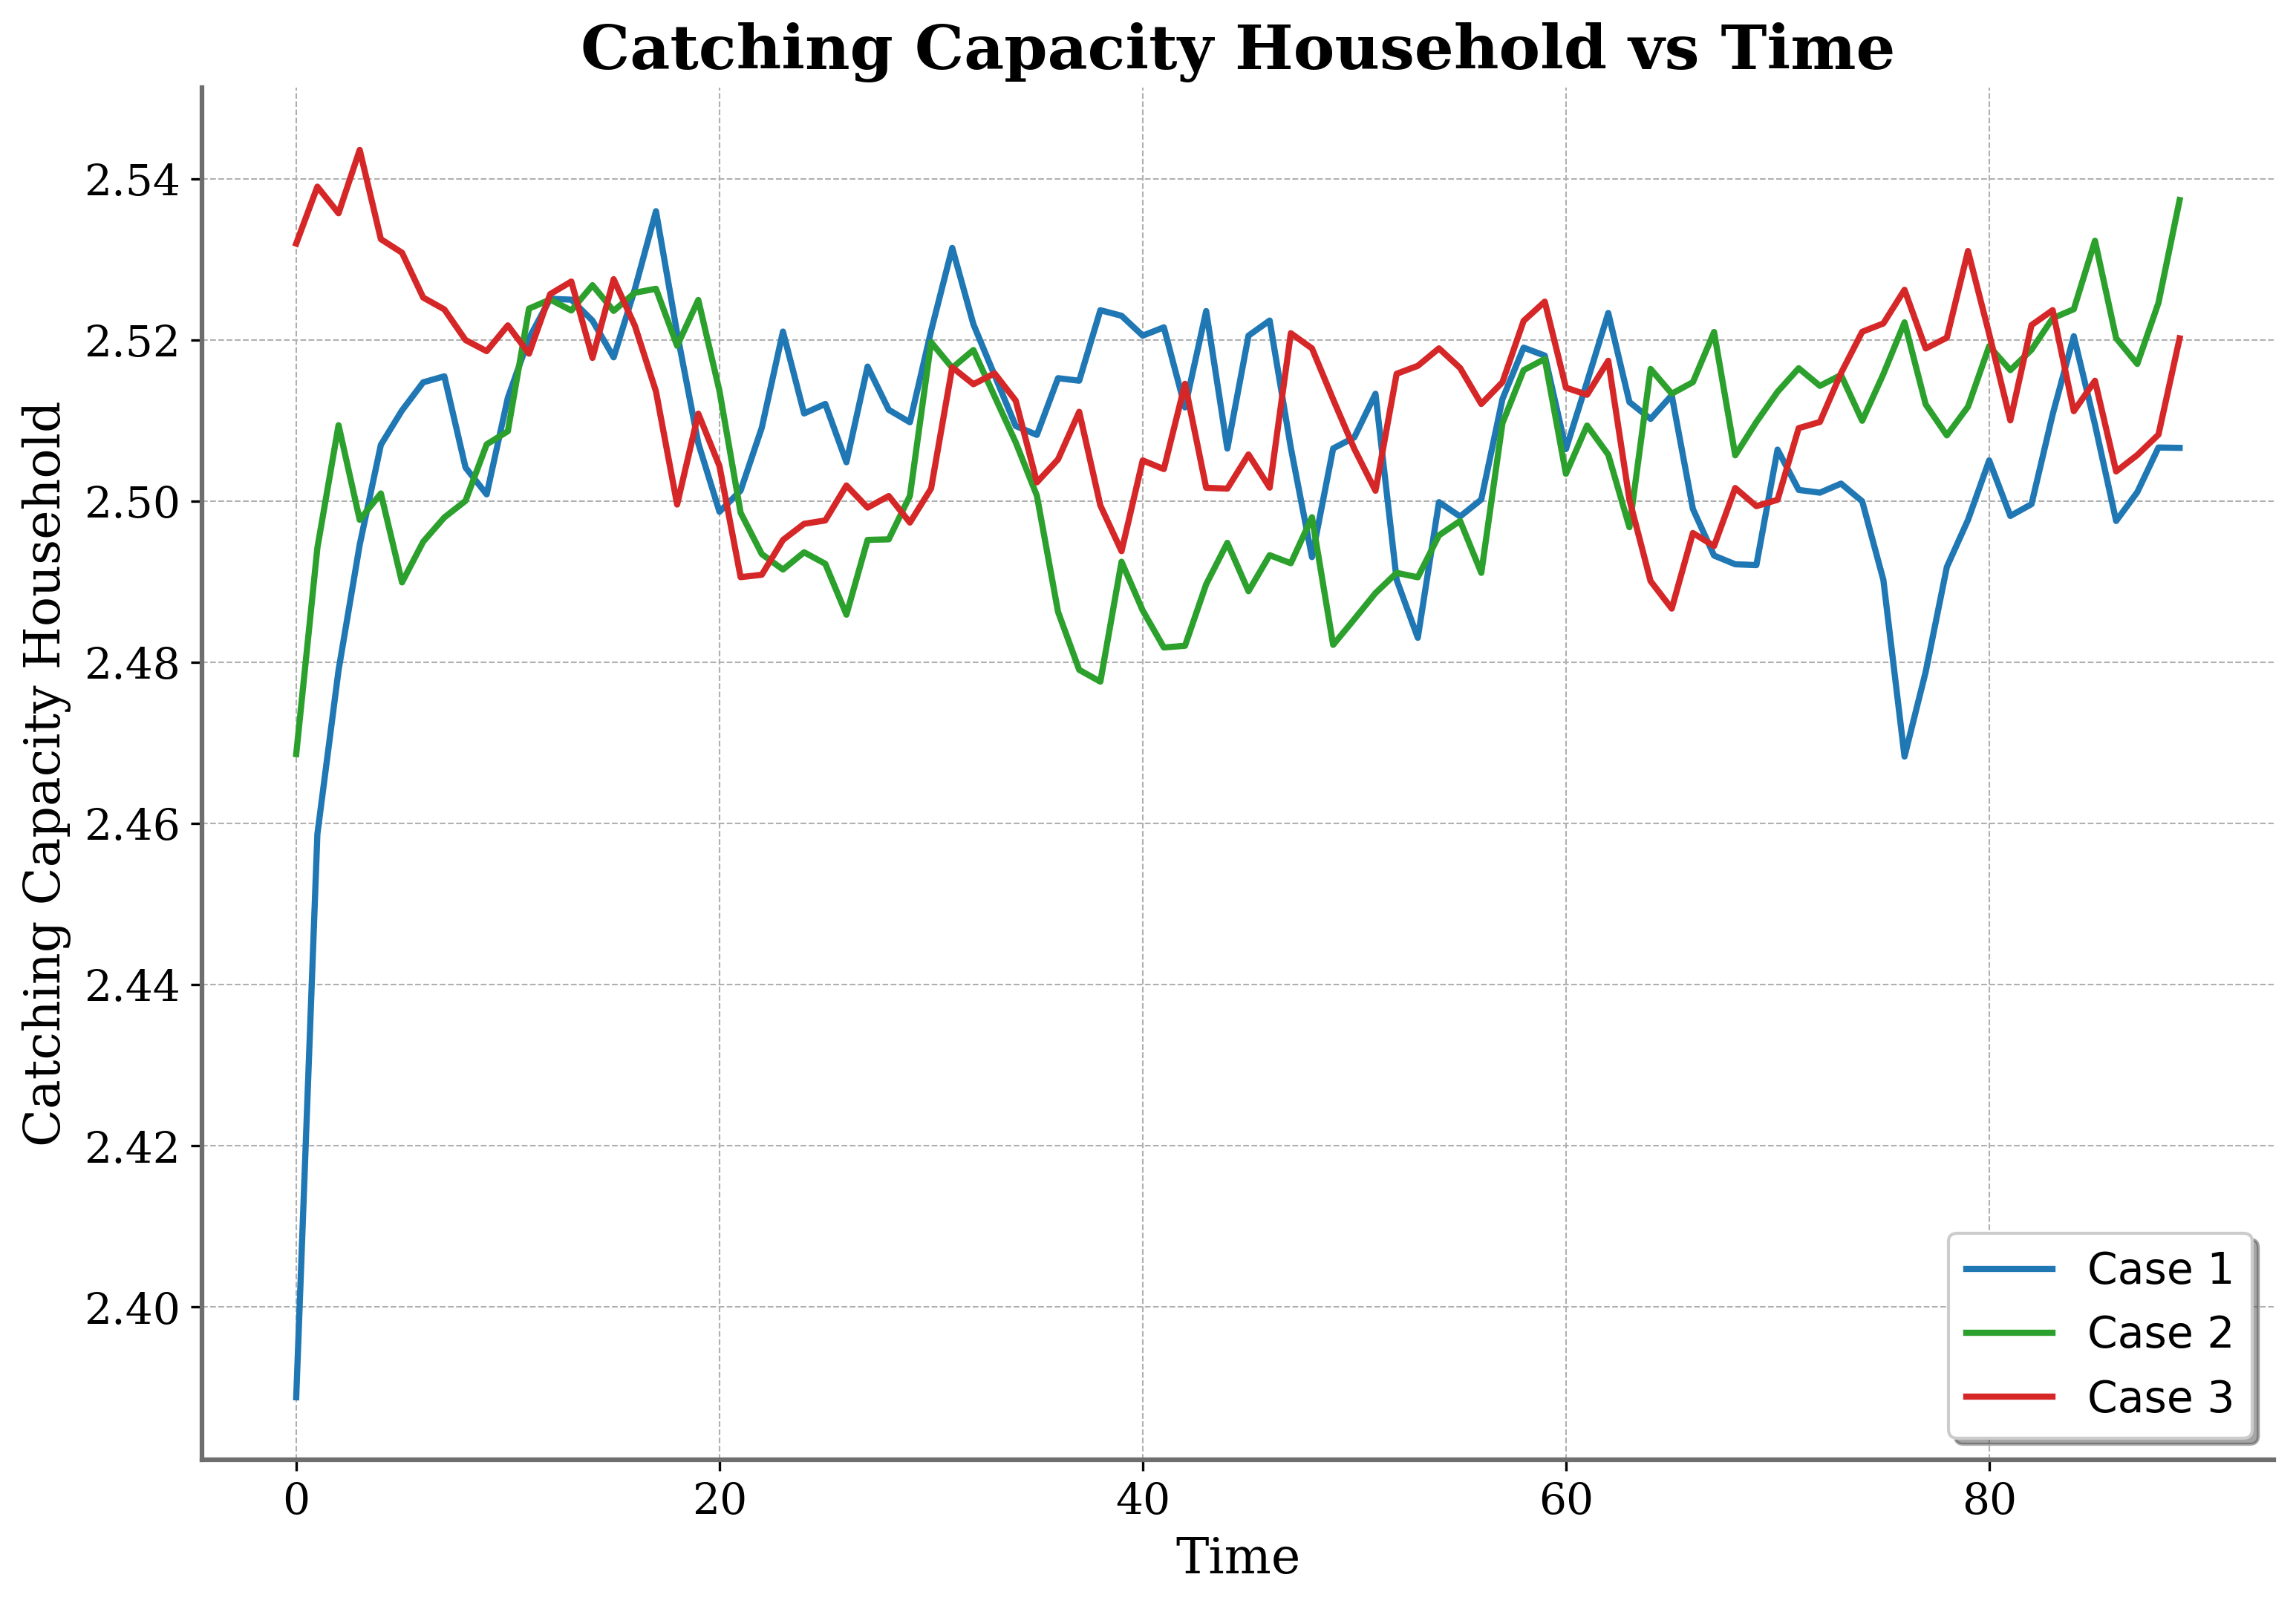 Catching Capacity Household vs Time
Catching Capacity Household
2.54
2.52
2.50
2.48
2.46
2.44
2.42
2.40
0 20 40 60 80
Time
Case 1
Case 2
Case 3